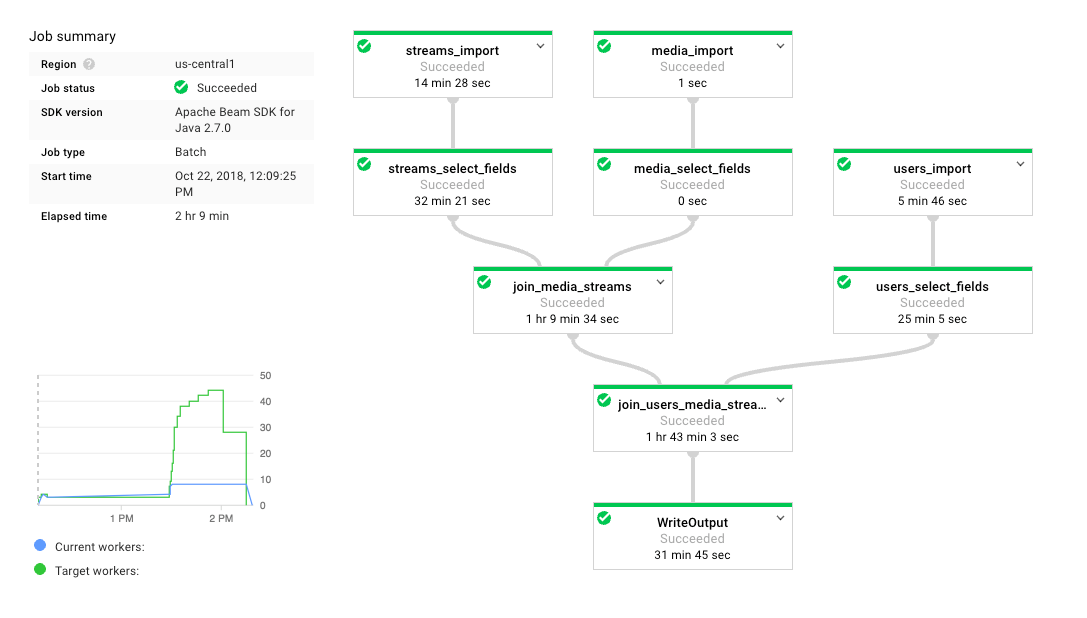 Job summary
Region ?
us-central1
Job status
Succeeded
SDK version
Apache Beam SDK for
Java 2.7.0
Job type
Batch
Start time
Oct 22, 2018, 12:09:25
PM
Elapsed time
2 hr 9 min
50
40
30
20
10
0
1 PM
2 PM
Current workers:
Target workers:
streams_import
Succeeded
14 min 28 sec
media_import
Succeeded
1 sec
streams_select_fields
Succeeded
32 min 21 sec
media_select_fields
Succeeded
0 sec
users_import
Succeeded
5 min 46 sec
join_media_streams
Succeeded
1 hr 9 min 34 sec
users_select_fields
Succeeded
25 min 5 sec
join_users_media_strea...
Succeeded
1 hr 43 min 3 sec
WriteOutput
Succeeded
31 min 45 sec